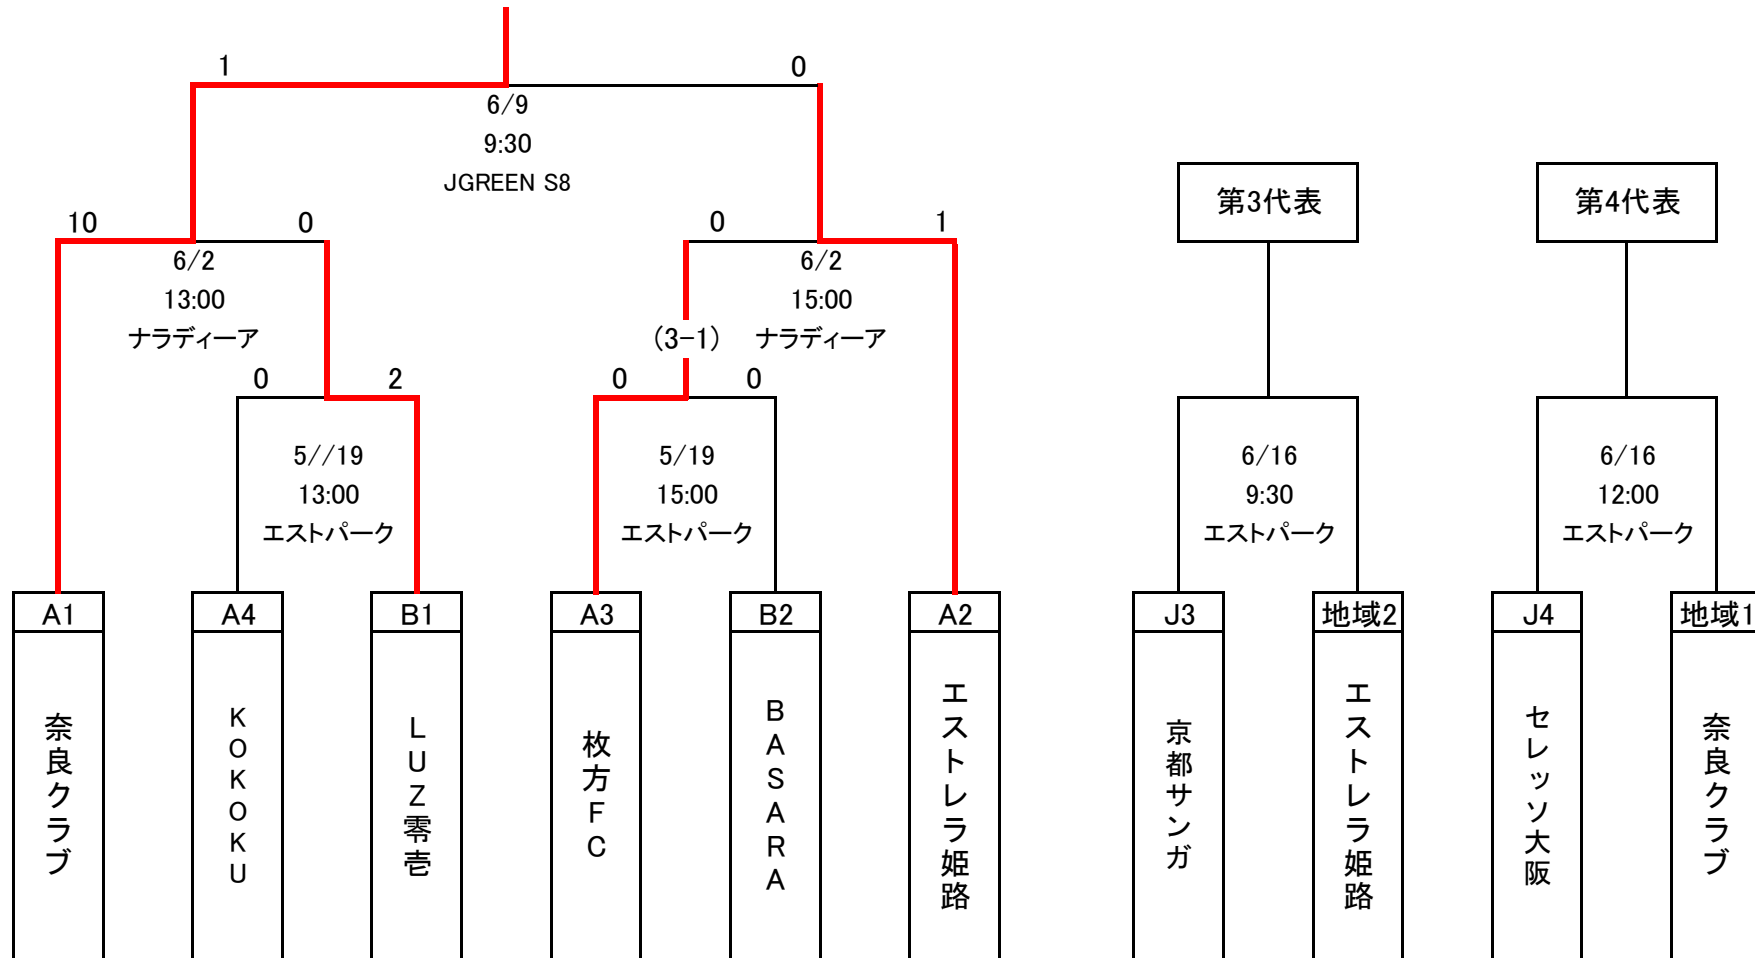 1
0
6/9
9:30
JGREEN S8
第3代表
第4代表
10
0
0
1
6/2
13:00
ナラディーア
6/2
15:00
ナラディーア
(3-1)
0
2
0
0
5//19
13:00
エストパーク
5/19
15:00
エストパーク
6/16
9:30
エストパーク
6/16
12:00
エストパーク
A1
A4
B1
A3
B2
A2
J3
地域2
J4
地域1
奈良クラブ
KOKOKU
LUZ零壱
枚方FC
BASARA
エストレラ姫路
京都サンガ
エストレラ姫路
セレッソ大阪
奈良クラブ